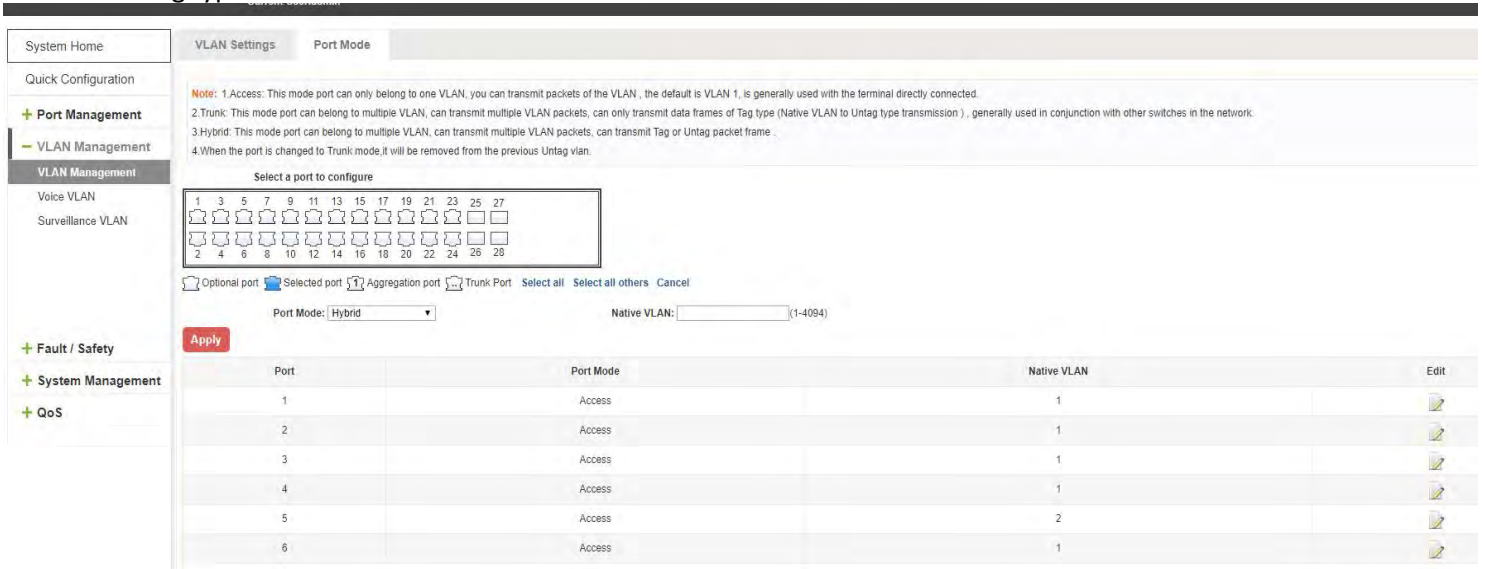 System Home
VLAN Settings Port Mode
Quick Configuration
Note: 1.Access: This mode port can only belong to one VLAN, you can transmit packets of the VLAN , the default is VLAN 1, is generally used with the terminal directly connected.
+ Port Management
2.Trunk: This mode port can belong to multiple VLAN, can transmit multiple VLAN packets, can only transmit data frames of Tag type (Native VLAN to Untag type transmission ) , generally used in conjunction with other switches in the network.
3.Hybrid: This mode port can belong to multiple VLAN, can transmit multiple VLAN packets, can transmit Tag or Untag packet frame .
− VLAN Management
4.When the port is changed to Trunk mode,it will be removed from the previous Untag vlan.
VLAN Management
Select a port to configure
Voice VLAN
1 3 5 7 9 11 13 15 17 19 21 23 25 27
Surveillance VLAN
2 4 6 8 10 12 14 16 18 20 22 24 26 28
Optional port Selected port 1 Aggregation port ... Trunk Port Select all Select all others Cancel
Port Mode: Hybrid Native VLAN: (1-4094)
Apply
+ Fault / Safety
Port Port Mode Native VLAN Edit
+ System Management
1 Access 1
+ QoS
2 Access 1
3 Access 1
4 Access 1
5 Access 2
6 Access 1